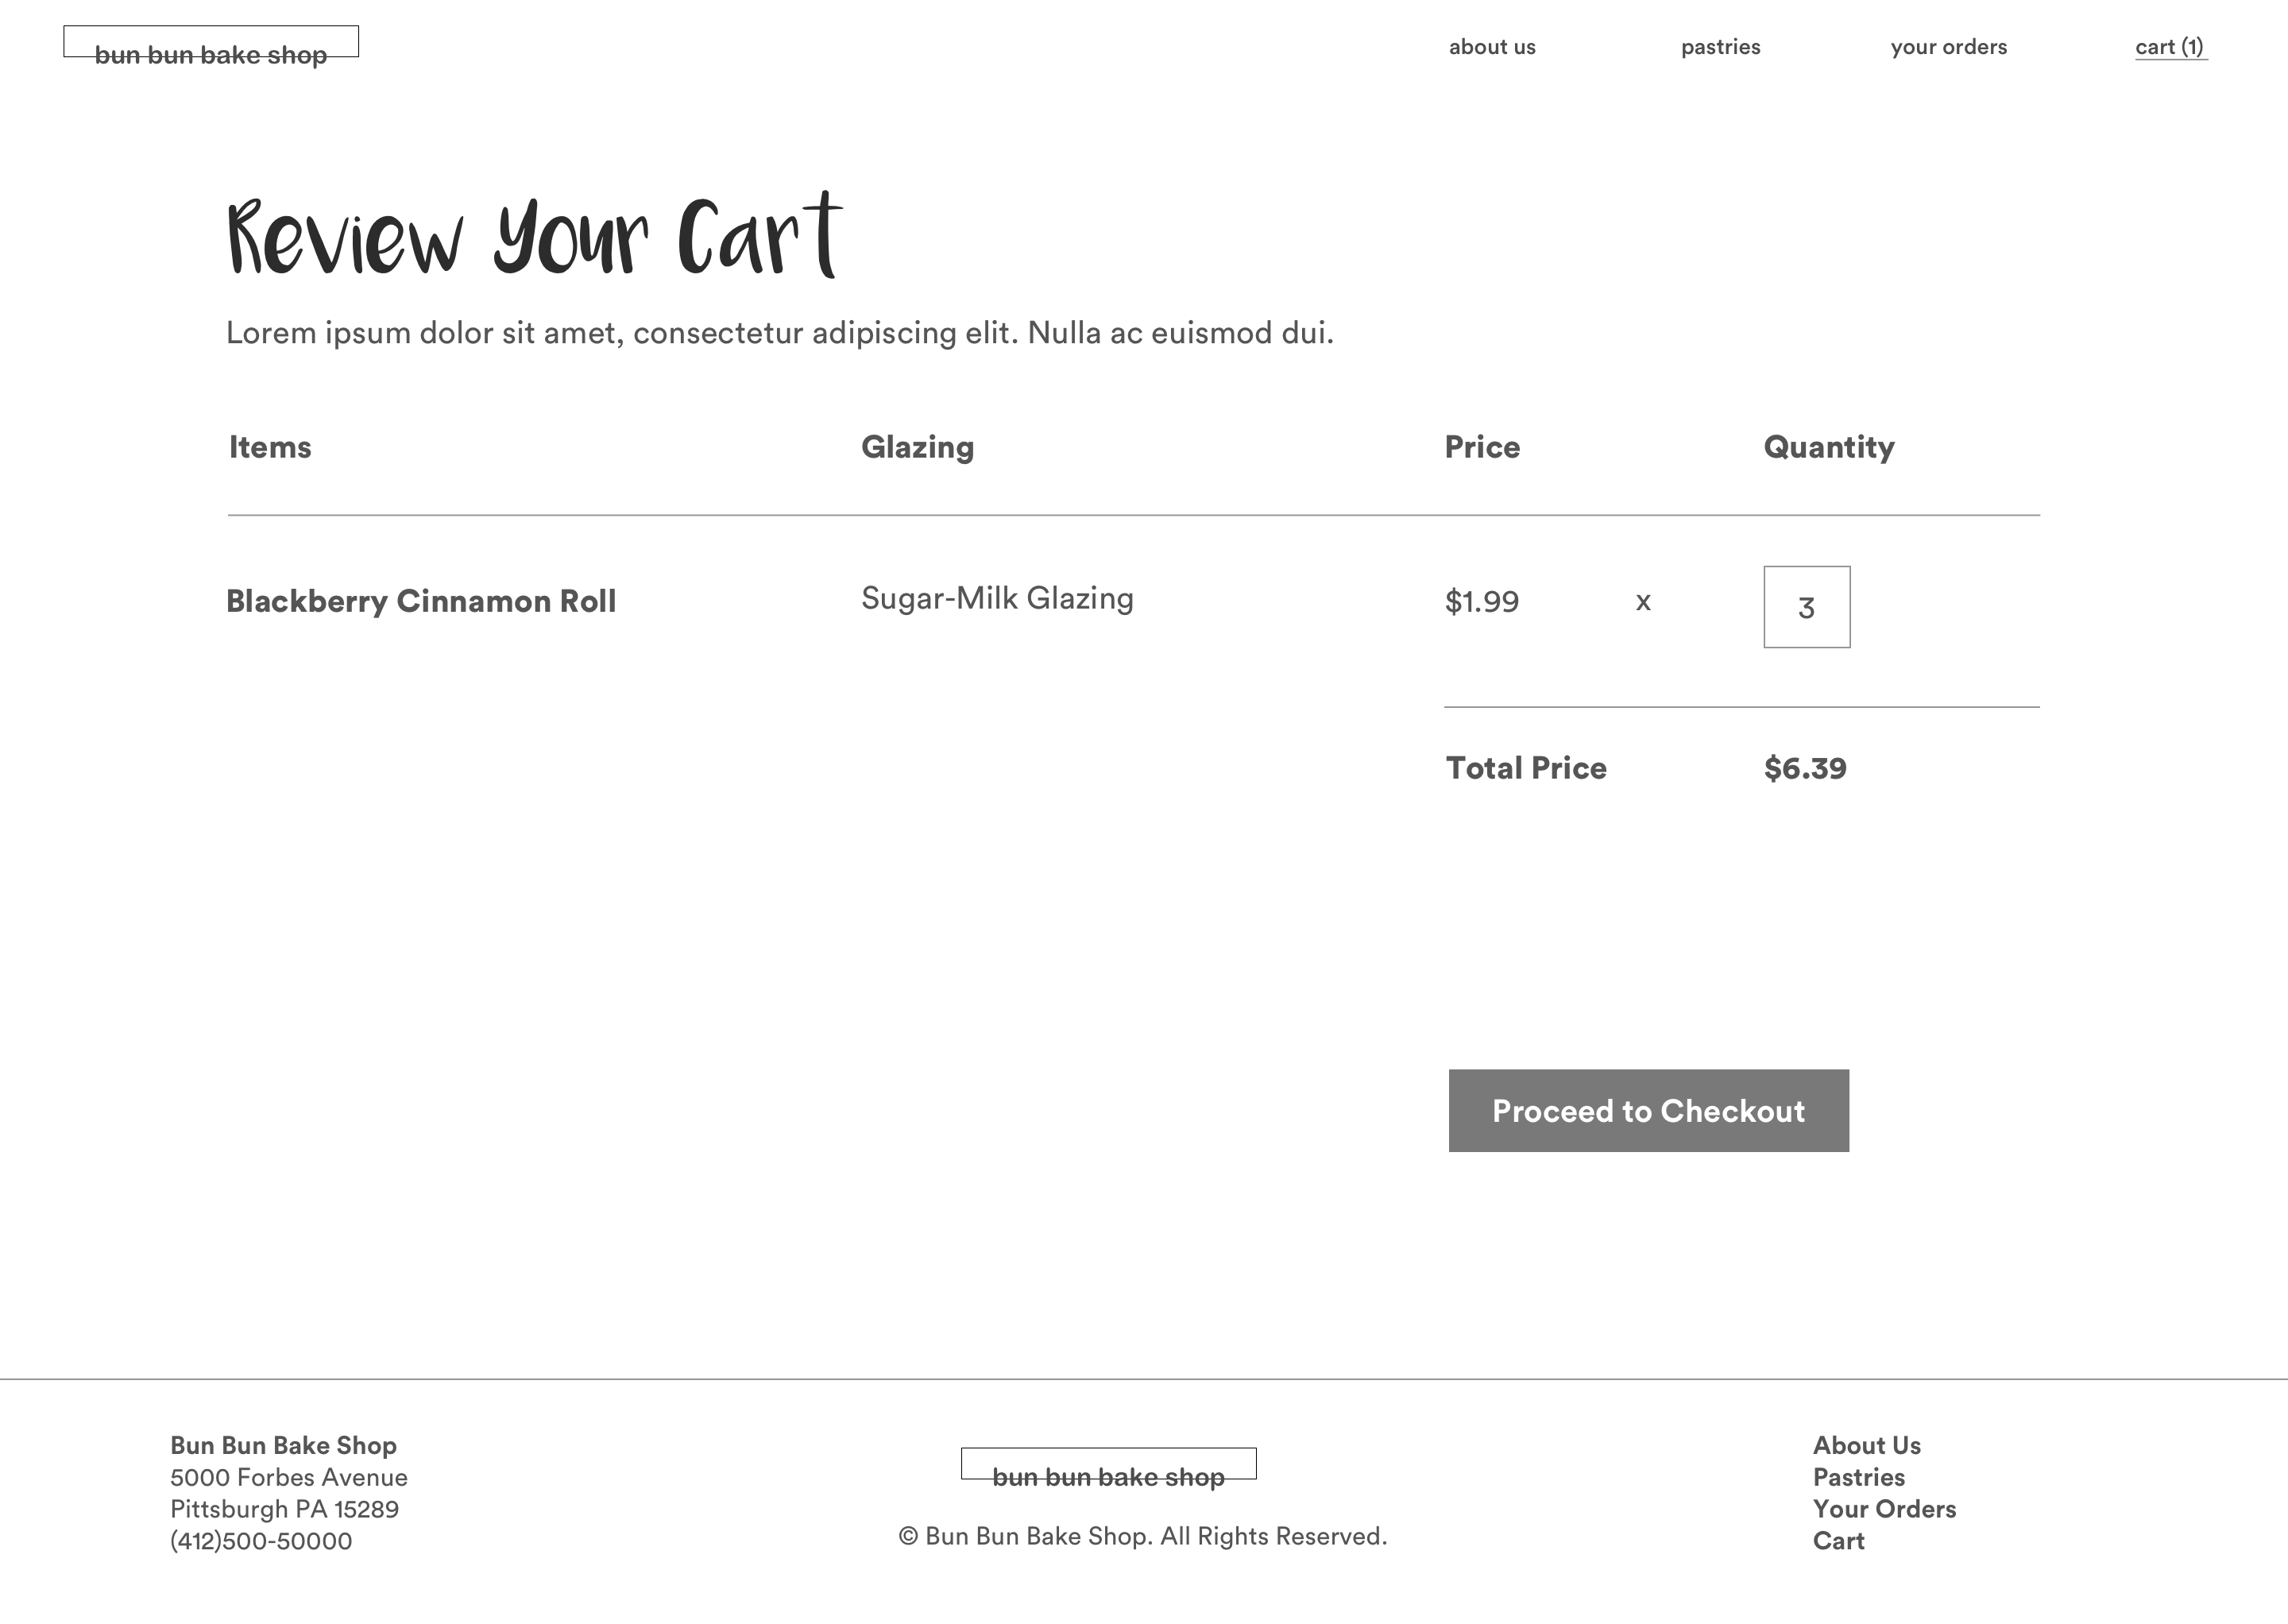 bun bun bake shop
about us pastries your orders cart (1)
Review Your Cart
Lorem ipsum dolor sit amet, consectetur adipiscing elit. Nulla ac euismod dui.
Items Glazing Price Quantity
Blackberry Cinnamon Roll Sugar-Milk Glazing $1.99 x 3
Total Price $6.39
Proceed to Checkout
Bun Bun Bake Shop
5000 Forbes Avenue
Pittsburgh PA 15289
(412)500-50000
bun bun bake shop
© Bun Bun Bake Shop. All Rights Reserved.
About Us
Pastries
Your Orders
Cart